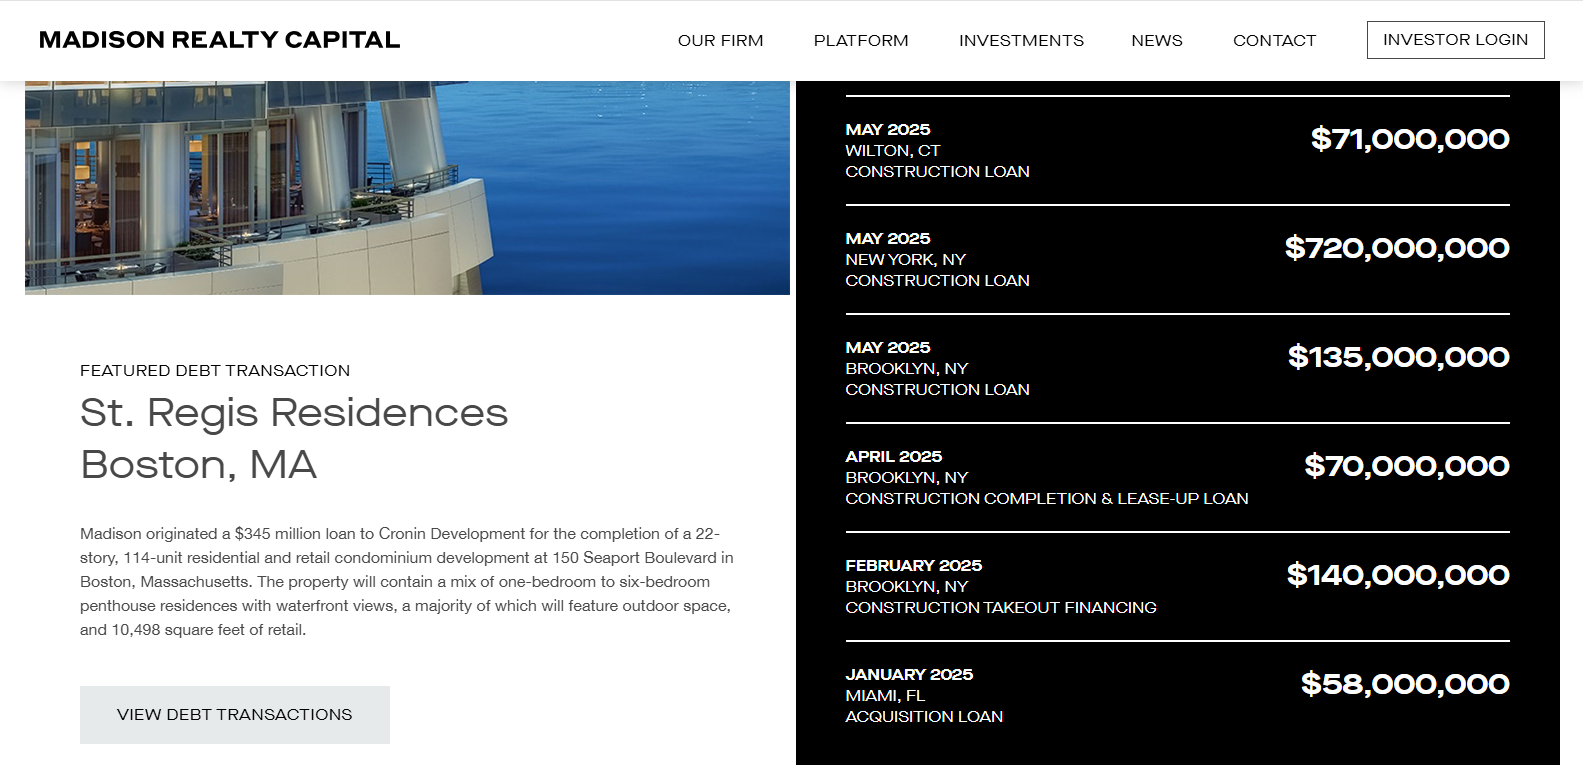 MADISON REALTY CAPITAL
OUR FIRM
PLATFORM
INVESTMENTS
NEWS
CONTACT
INVESTOR LOGIN
FEATURED DEBT TRANSACTION
St. Regis Residences
Boston, MA
Madison originated a $345 million loan to Cronin Development for the completion of a 22-
story, 114-unit residential and retail condominium development at 150 Seaport Boulevard in
Boston, Massachusetts. The property will contain a mix of one-bedroom to six-bedroom
penthouse residences with waterfront views, a majority of which will feature outdoor space,
and 10,498 square feet of retail.
VIEW DEBT TRANSACTIONS
MAY 2025
WILTON, CT
CONSTRUCTION LOAN
$71,000,000
MAY 2025
NEW YORK, NY
CONSTRUCTION LOAN
$720,000,000
MAY 2025
BROOKLYN, NY
CONSTRUCTION LOAN
$135,000,000
APRIL 2025
BROOKLYN, NY
CONSTRUCTION COMPLETION & LEASE-UP LOAN
$70,000,000
FEBRUARY 2025
BROOKLYN, NY
CONSTRUCTION TAKEOUT FINANCING
$140,000,000
JANUARY 2025
MIAMI, FL
ACQUISITION LOAN
$58,000,000